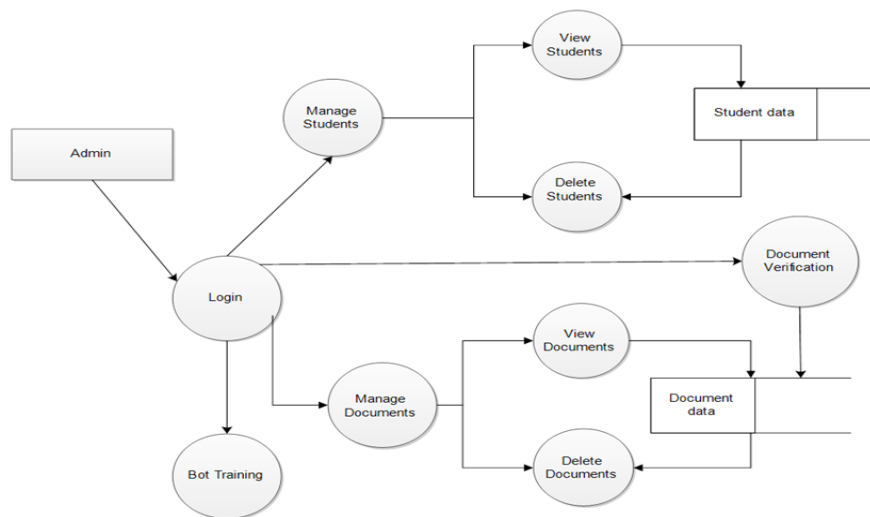 View
Students
Manage
Students
Student data
Admin
Delete
Students
Document
Verification
Login
View
Documents
Manage
Documents
Document
data
Bot Training
Delete
Documents